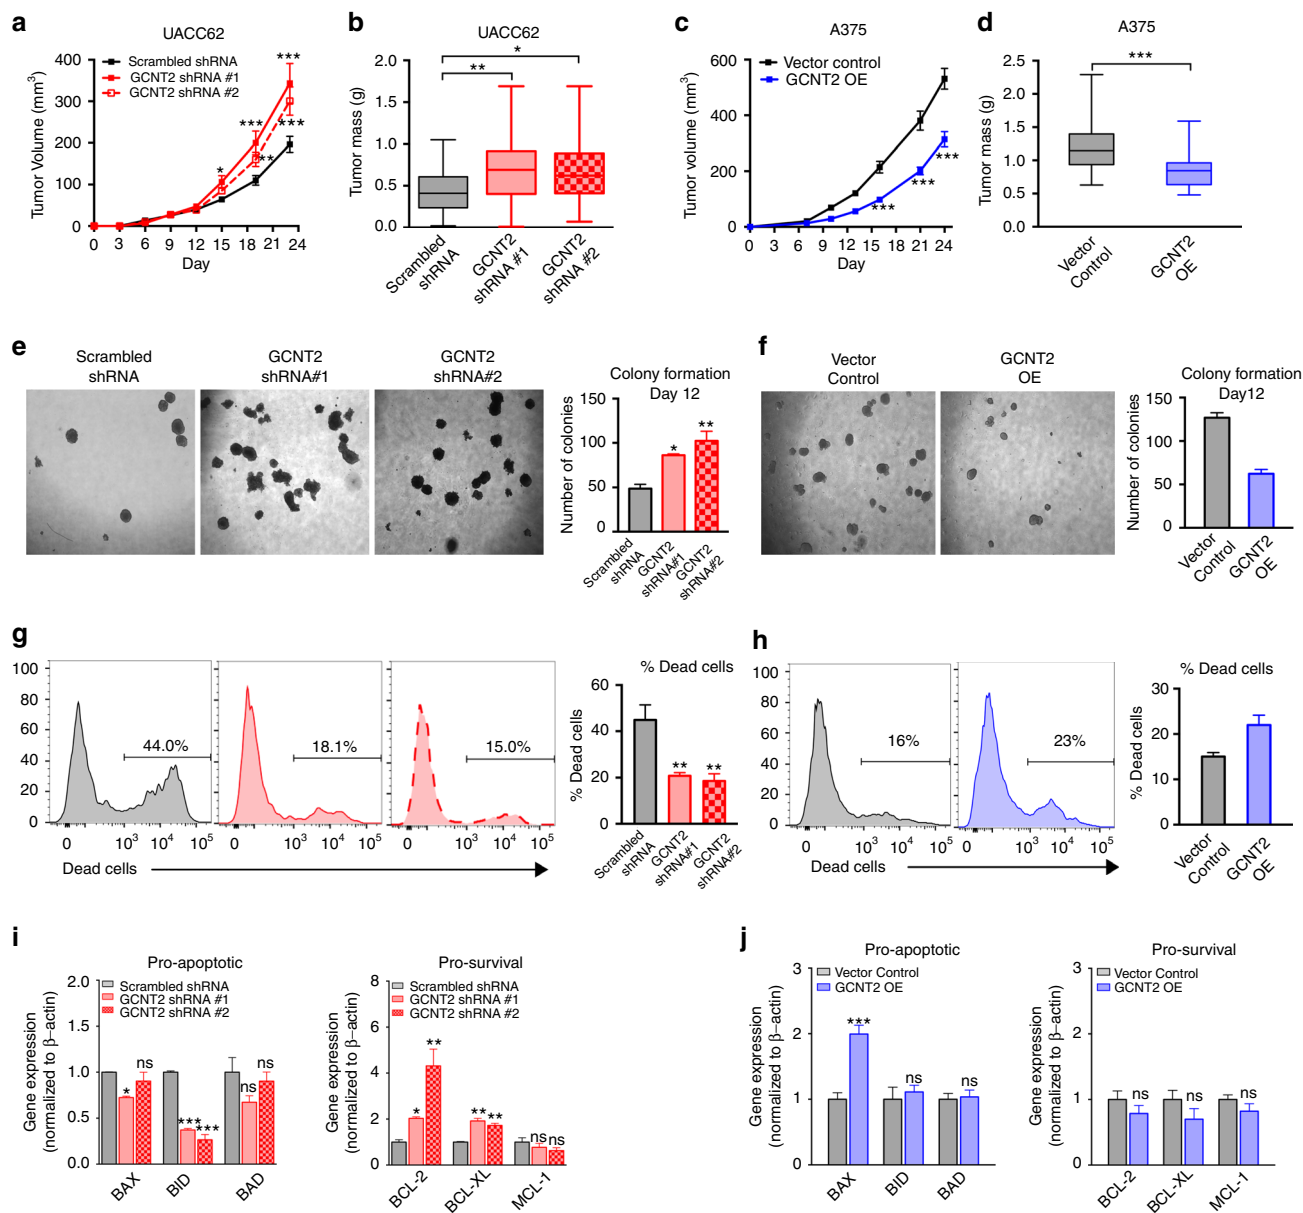 a
UACC62
Scrambled shRNA
GCNT2 shRNA #1
GCNT2 shRNA #2
Tumor Volume (mm³)
400
300
200
100
0
*
***
**
***
***
0 3 6 9 12 15 18 21 24
Day
b
UACC62
Tumor mass (g)
2.0
1.5
1.0
0.5
0.0
*
**
Scrambled shRNA
GCNT2 shRNA #1
GCNT2 shRNA #2
c
A375
Vector control
GCNT2 OE
Tumor volume (mm³)
600
400
200
0
***
***
***
0 3 7 10 13 15 18 21 24
Day
d
A375
Tumor mass (g)
2.5
2.0
1.5
1.0
0.5
0.0
***
Vector Control
GCNT2 OE
e
Scrambled shRNA
GCNT2 shRNA#1
GCNT2 shRNA#2
Colony formation
Day 12
Number of colonies
150
100
50
0
*
**
Scrambled shRNA
GCNT2 shRNA#1
GCNT2 shRNA#2
f
Vector Control
GCNT2 OE
Colony formation
Day12
Number of colonies
150
100
50
0
Vector Control
GCNT2 OE
g
100
80
60
40
20
0
44.0%
18.1%
15.0%
0 10³ 10⁴ 10⁵
0 10³ 10⁴ 10⁵
0 10³ 10⁴ 10⁵
Dead cells
% Dead cells
% Dead cells
60
40
20
0
**
**
Scrambled shRNA
GCNT2 shRNA#1
GCNT2 shRNA#2
h
100
80
60
40
20
0
16%
23%
0 10³ 10⁴ 10⁵
0 10³ 10⁴ 10⁵
Dead cells
% Dead cells
% Dead cells
30
20
10
0
Vector Control
GCNT2 OE
i
Pro-apoptotic
Scrambled shRNA
GCNT2 shRNA #1
GCNT2 shRNA #2
Gene expression
(normalized to β–actin)
2.0
1.5
1.0
0.5
0.0
* ns
*** ***
ns ns
BAX
BID
BAD
Pro-survival
Scrambled shRNA
GCNT2 shRNA #1
GCNT2 shRNA #2
Gene expression
(normalized to β–actin)
8
6
4
2
0
* **
** **
ns ns
BCL-2
BCL-XL
MCL-1
j
Pro-apoptotic
Vector Control
GCNT2 OE
Gene expression
(normalized to β–actin)
3
2
1
0
***
ns
ns
BAX
BID
BAD
Pro-survival
Vector Control
GCNT2 OE
Gene expression
(normalized to β–actin)
3
2
1
0
ns
ns
ns
BCL-2
BCL-XL
MCL-1